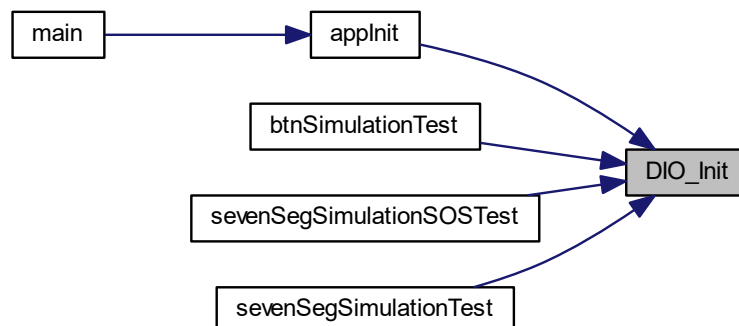 main
appInit
btnSimulationTest
DIO_Init
sevenSegSimulationSOSTest
sevenSegSimulationTest